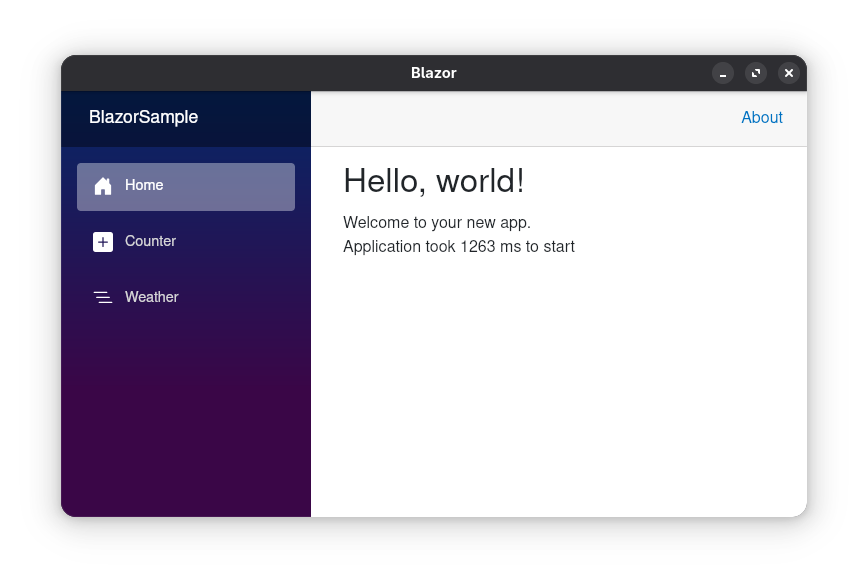 Blazor
BlazorSample
About
Home
Counter
Weather
Hello, world!
Welcome to your new app.
Application took 1263 ms to start